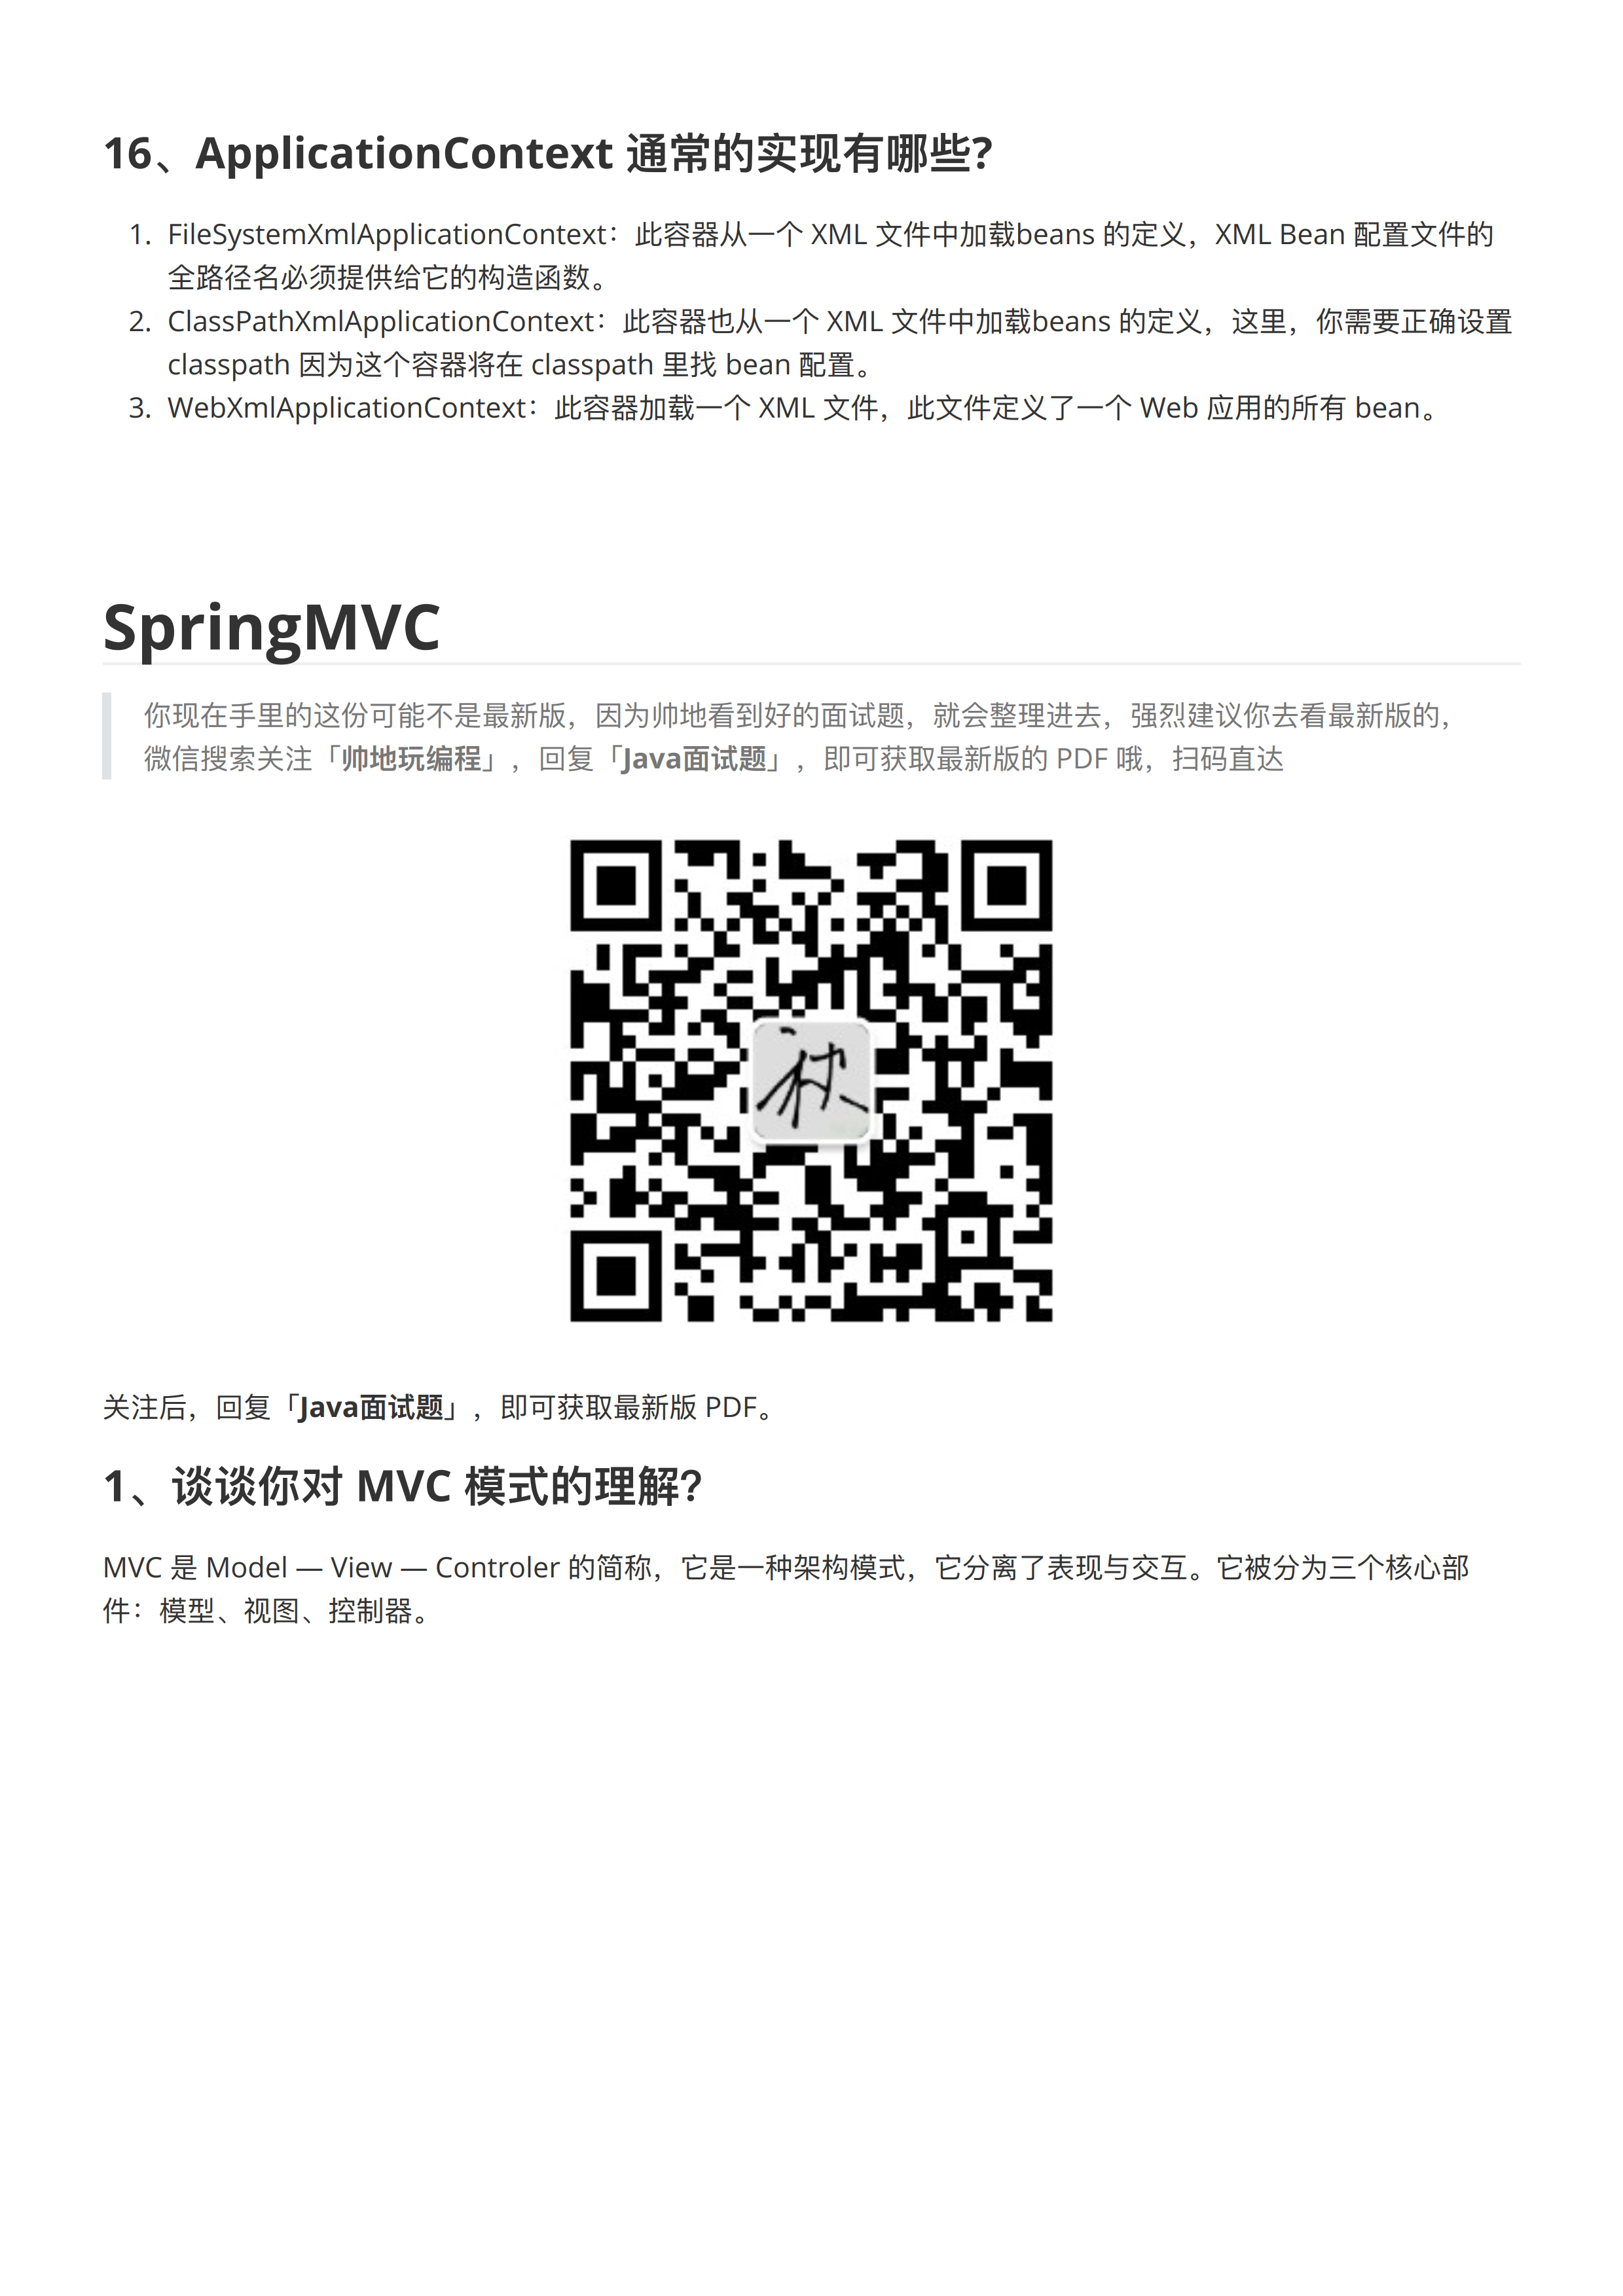 16、ApplicationContext 通常的实现有哪些?
1. FileSystemXmlApplicationContext：此容器从一个 XML 文件中加载beans 的定义，XML Bean 配置文件的
全路径名必须提供给它的构造函数。
2. ClassPathXmlApplicationContext：此容器也从一个 XML 文件中加载beans 的定义，这里，你需要正确设置
classpath 因为这个容器将在 classpath 里找 bean 配置。
3. WebXmlApplicationContext：此容器加载一个 XML 文件，此文件定义了一个 Web 应用的所有 bean。
SpringMVC
你现在手里的这份可能不是最新版，因为帅地看到好的面试题，就会整理进去，强烈建议你去看最新版的，
微信搜索关注「帅地玩编程」，回复「Java面试题」，即可获取最新版的 PDF 哦，扫码直达
关注后，回复「Java面试题」，即可获取最新版 PDF。
1、谈谈你对 MVC 模式的理解?
MVC 是 Model — View — Controler 的简称，它是一种架构模式，它分离了表现与交互。它被分为三个核心部
件：模型、视图、控制器。